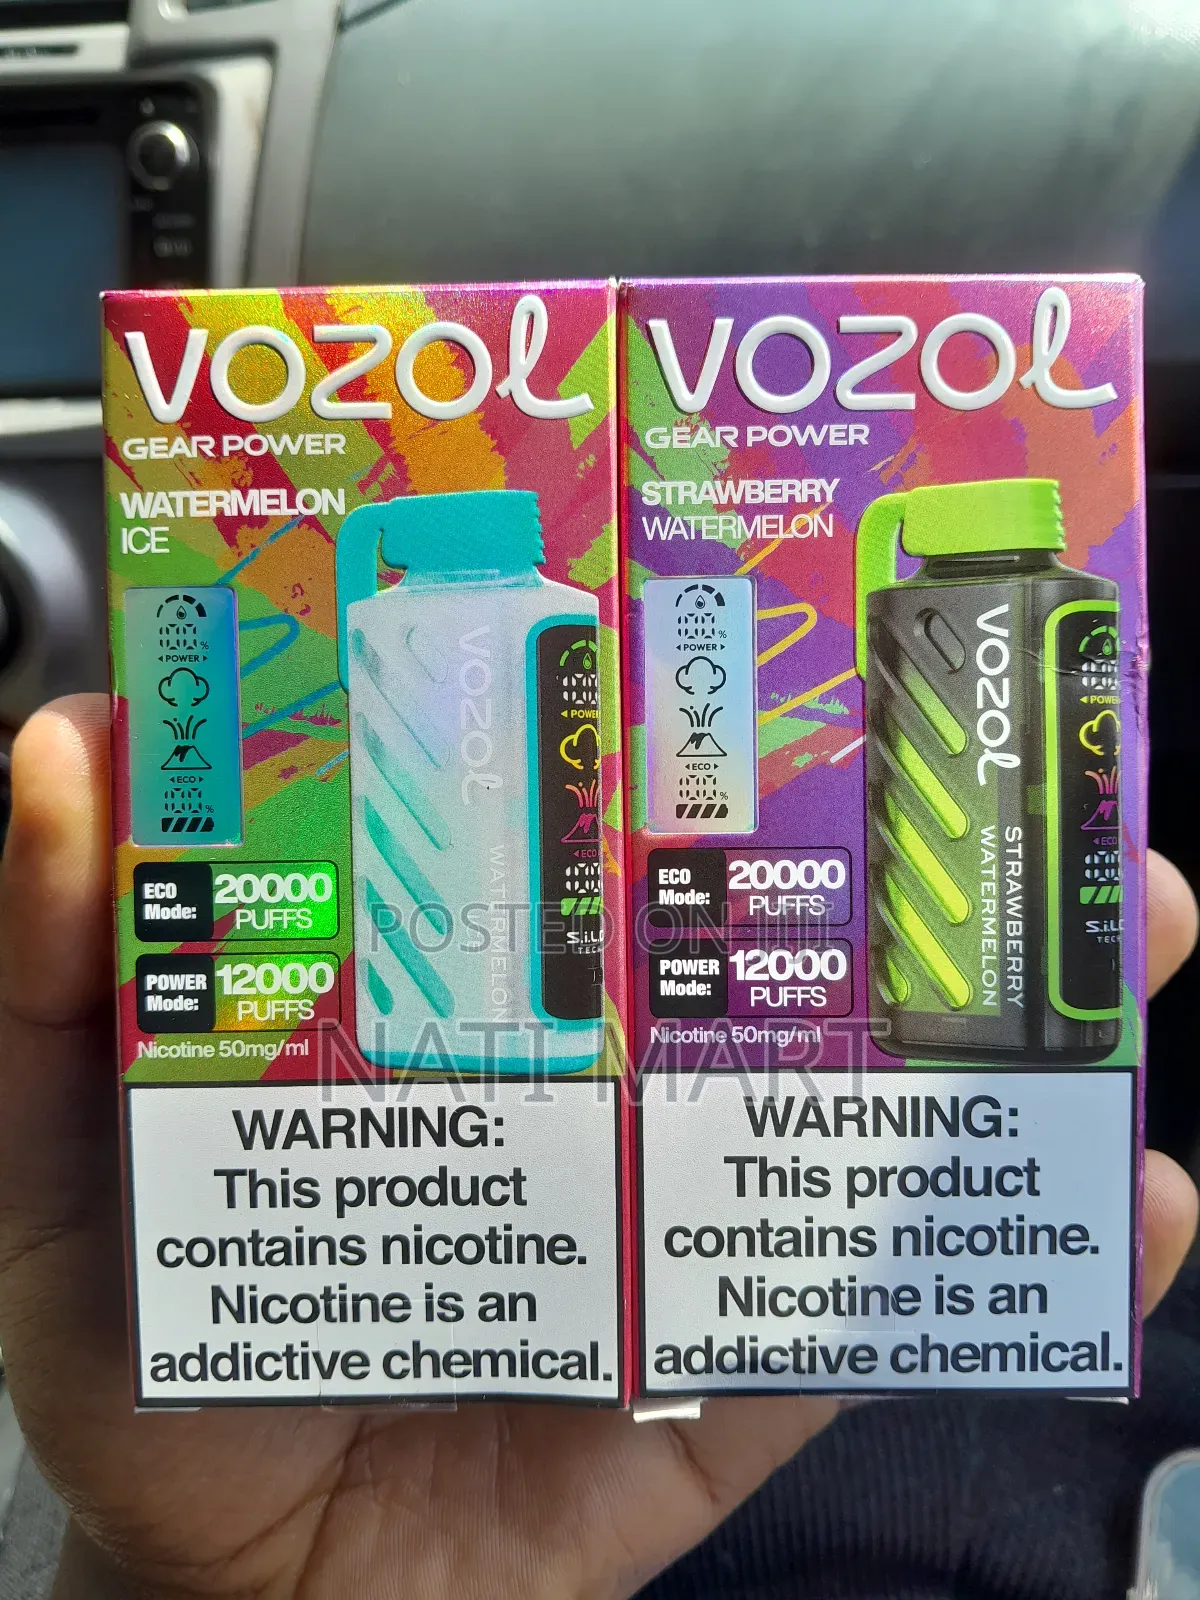 VOZOL
GEAR POWER
WATERMELON
ICE
%
◂ POWER ▸
◂ ECO ▸
%
VOZOL
WATERMELON
ECO Mode: 20000 PUFFS
POWER Mode: 12000 PUFFS
Nicotine 50mg/ml
WARNING:
This product
contains nicotine.
Nicotine is an
addictive chemical.
VOZOL
GEAR POWER
STRAWBERRY
WATERMELON
%
◂ POWER ▸
◂ ECO ▸
%
VOZOL
STRAWBERRY
WATERMELON
ECO Mode: 20000 PUFFS
POWER Mode: 12000 PUFFS
Nicotine 50mg/ml
WARNING:
This product
contains nicotine.
Nicotine is an
addictive chemical.
POSTED ON
NATI MART